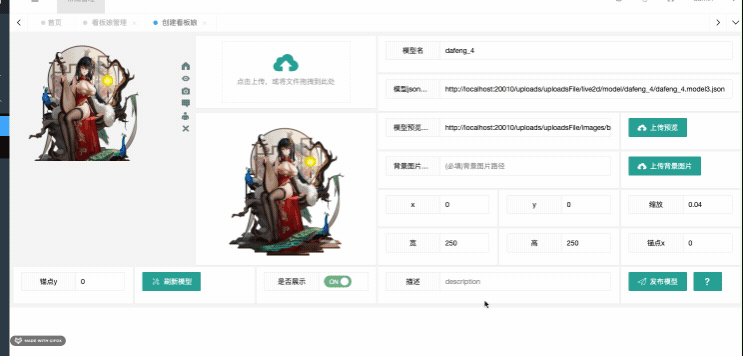 首页 看板娘管理 创建看板娘
点击上传，或将文件拖拽到此处
模型名 dafeng_4
模型json... http://localhost:20010/uploads/uploadsFile/live2d/model/dafeng_4/dafeng_4.model3.json
模型预览... http://localhost:20010/uploads/uploadsFile/images/b 上传预览
背景图片... (必填)背景图片路径 上传背景图片
x 0 y 0 缩放 0.04
宽 250 高 250 锚点x 0
锚点y 0 刷新模型 是否展示 ON 描述 description 发布模型 ?
MADE WITH GIFOX